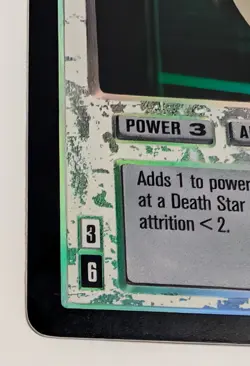 POWER 3
Adds 1 to power
at a Death Star
attrition < 2.
3
6